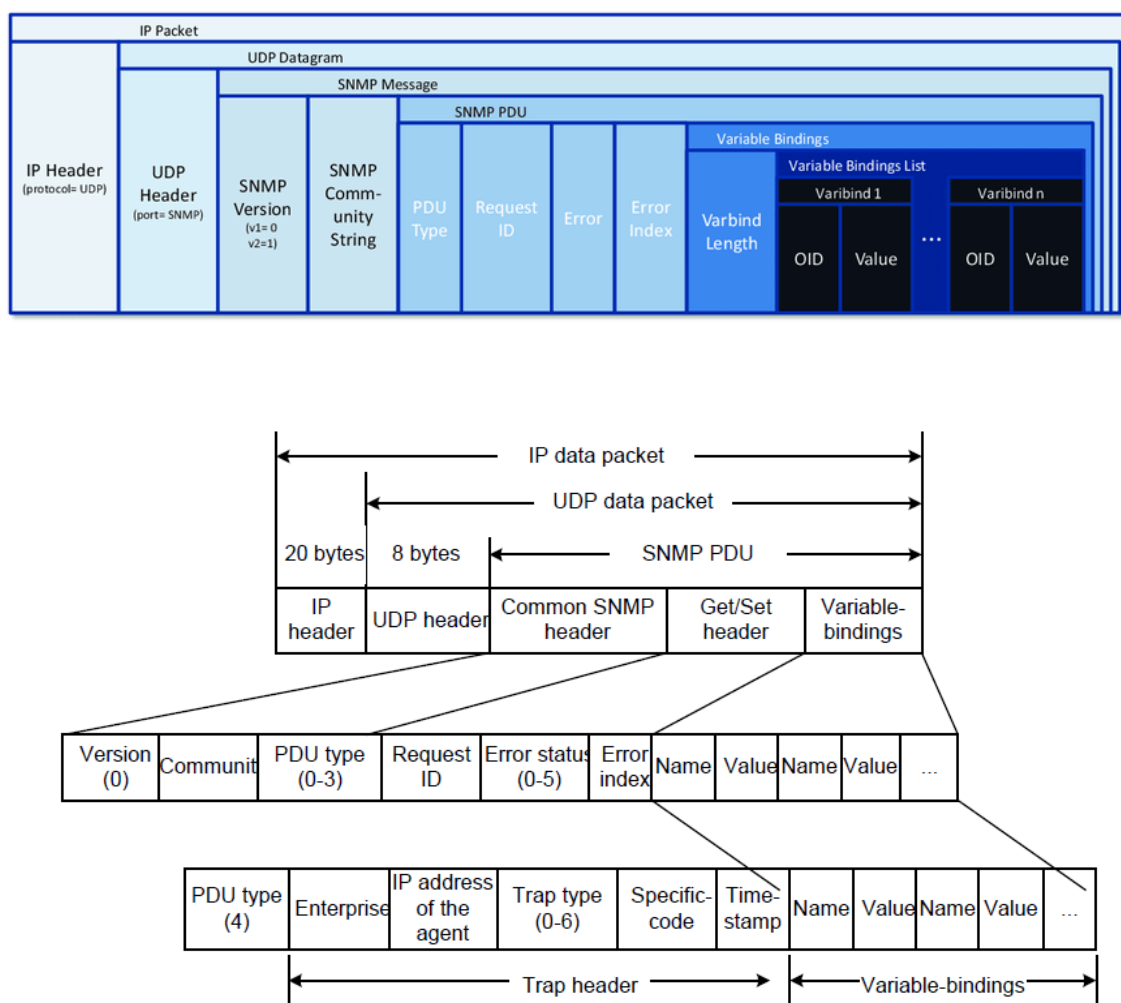 IP Packet
UDP Datagram
SNMP Message
SNMP PDU
Variable Bindings
Variable Bindings List
IP Header
(protocol= UDP)
UDP
Header
(port= SNMP)
SNMP
Version
(v1= 0
v2=1)
SNMP
Comm-
unity
String
PDU
Type
Request
ID
Error
Error
Index
Varbind
Length
Varibind 1
OID
Value
...
Varibind n
OID
Value
IP data packet
UDP data packet
20 bytes
8 bytes
SNMP PDU
IP
header
UDP header
Common SNMP
header
Get/Set
header
Variable-
bindings
Version
(0)
Communit
PDU type
(0-3)
Request
ID
Error status
(0-5)
Error
index
Name
Value
Name
Value
...
PDU type
(4)
Enterprise
IP address
of the
agent
Trap type
(0-6)
Specific-
code
Time-
stamp
Name
Value
Name
Value
...
Trap header
Variable-bindings